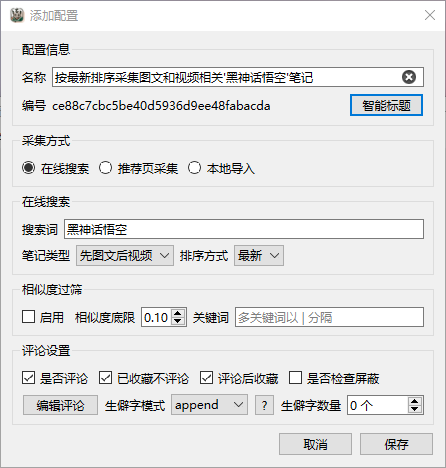 添加配置
配置信息
名称 按最新排序采集图文和视频相关'黑神话悟空'笔记
编号 ce88c7cbc5be40d5936d9ee48fabacda 智能标题
采集方式
在线搜索 推荐页采集 本地导入
在线搜索
搜索词 黑神话悟空
笔记类型 先图文后视频 排序方式 最新
相似度过筛
启用 相似度底限 0.10 关键词 多关键词以 | 分隔
评论设置
是否评论 已收藏不评论 评论后收藏 是否检查屏蔽
编辑评论 生僻字模式 append ? 生僻字数量 0 个
取消 保存